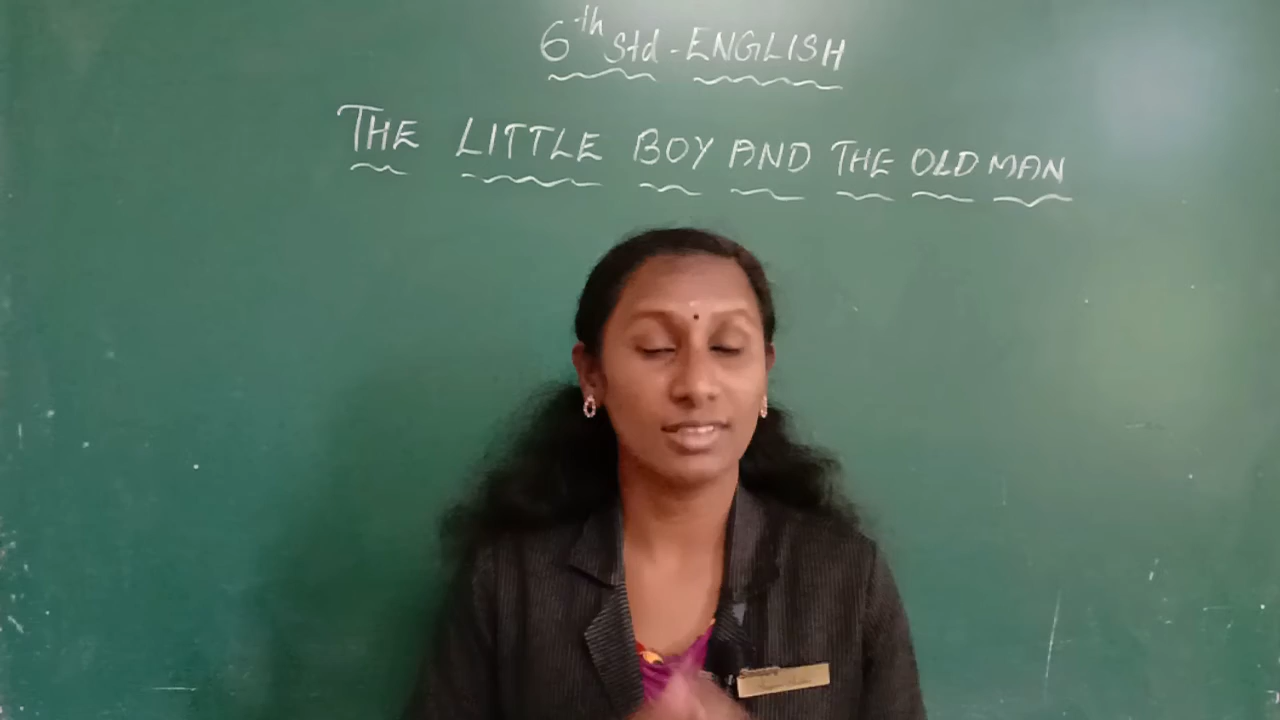 6th Std - ENGLISH
THE LITTLE BOY AND THE OLD MAN